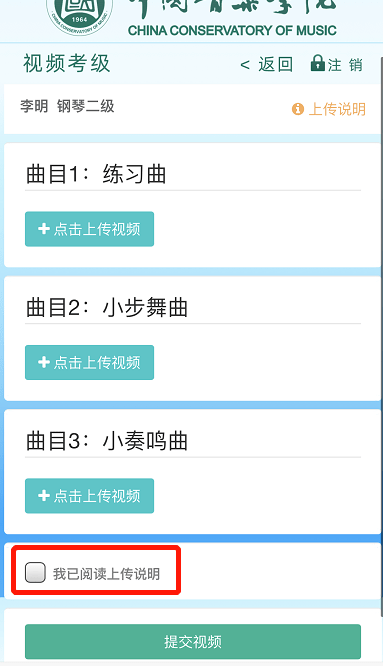 1964
CHINA CONSERVATORY OF MUSIC
视频考级 < 返回 注 销
李明 钢琴二级 上传说明
曲目1：练习曲
点击上传视频
曲目2：小步舞曲
点击上传视频
曲目3：小奏鸣曲
点击上传视频
我已阅读上传说明
提交视频